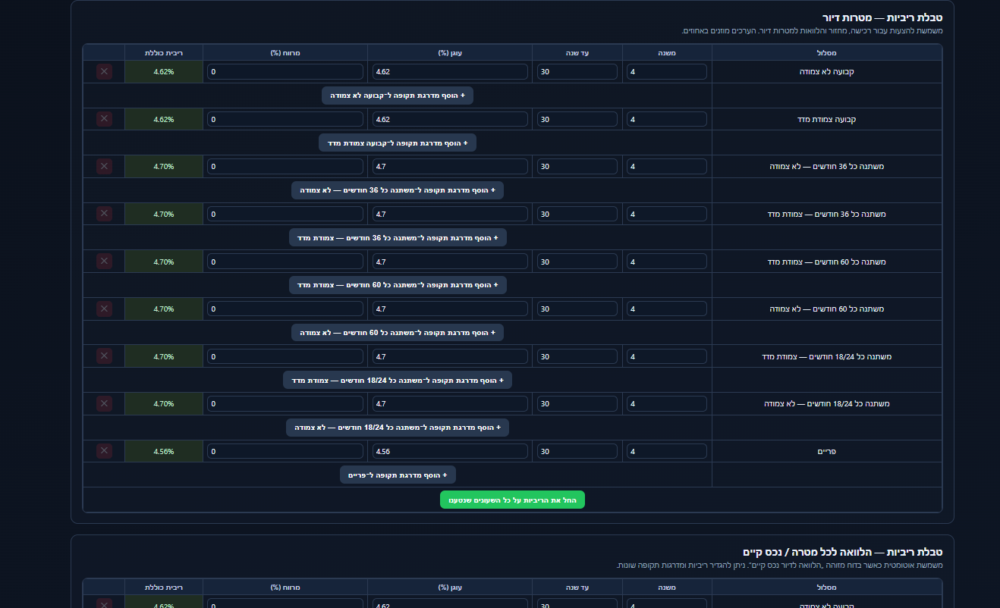 טבלת ריביות — מטרות דיור
משמשת להצעות עבור רכישה, מחזור והלוואות למטרות דיור. הערכים מוזנים באחוזים.
מסלול משנה עד שנה עוגן (%) מרווח (%) ריבית כוללת
קבועה לא צמודה 4 30 4.62 0 4.62%
+ הוסף מדרגת תקופה ל־קבועה לא צמודה
קבועה צמודת מדד 4 30 4.62 0 4.62%
+ הוסף מדרגת תקופה ל־קבועה צמודת מדד
משתנה כל 36 חודשים — לא צמודה 4 30 4.7 0 4.70%
+ הוסף מדרגת תקופה ל־משתנה כל 36 חודשים — לא צמודה
משתנה כל 36 חודשים — צמודת מדד 4 30 4.7 0 4.70%
+ הוסף מדרגת תקופה ל־משתנה כל 36 חודשים — צמודת מדד
משתנה כל 60 חודשים — צמודת מדד 4 30 4.7 0 4.70%
+ הוסף מדרגת תקופה ל־משתנה כל 60 חודשים — צמודת מדד
משתנה כל 60 חודשים — לא צמודה 4 30 4.7 0 4.70%
+ הוסף מדרגת תקופה ל־משתנה כל 60 חודשים — לא צמודה
משתנה כל 18/24 חודשים — צמודת מדד 4 30 4.7 0 4.70%
+ הוסף מדרגת תקופה ל־משתנה כל 18/24 חודשים — צמודת מדד
משתנה כל 18/24 חודשים — לא צמודה 4 30 4.7 0 4.70%
+ הוסף מדרגת תקופה ל־משתנה כל 18/24 חודשים — לא צמודה
פריים 4 30 4.56 0 4.56%
+ הוסף מדרגת תקופה ל־פריים
החל את הריביות על כל השעונים שנטענו
טבלת ריביות — הלוואה לכל מטרה / נכס קיים
משמשת אוטומטית כאשר בדוח מזוהה „הלוואה לדיור נכס קיים”. ניתן להגדיר ריביות ומדרגות תקופה שונות.
מסלול משנה עד שנה עוגן (%) מרווח (%) ריבית כוללת
קבועה לא צמודה 4 30 4.62 0 4.62%